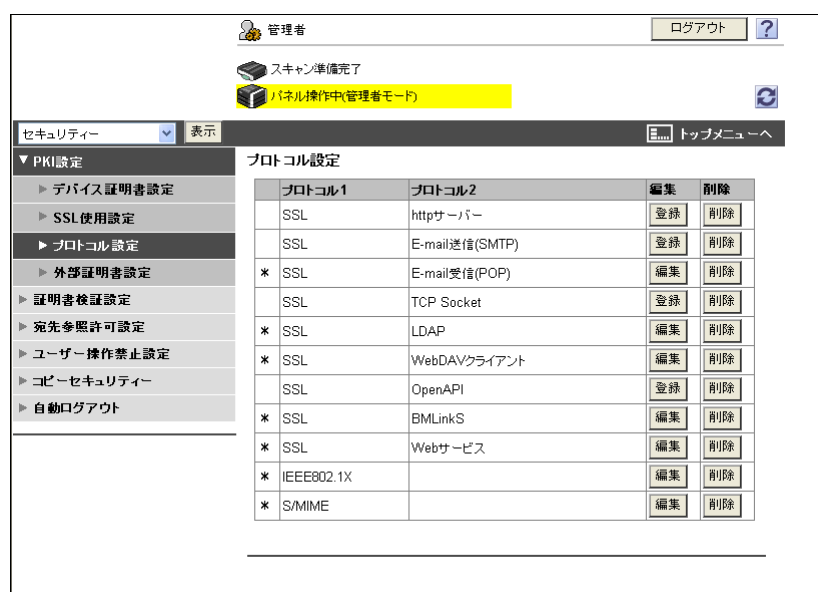 管理者 ログアウト ?
スキャン準備完了
パネル操作中(管理者モード)
セキュリティー 表示 トップメニューへ
▼PKI設定
▶デバイス証明書設定
▶SSL使用設定
▶プロトコル設定
▶外部証明書設定
▶証明書検証設定
▶宛先参照許可設定
▶ユーザー操作禁止設定
▶コピーセキュリティー
▶自動ログアウト
プロトコル設定
プロトコル1 プロトコル2 編集 削除
SSL httpサーバー 登録 削除
SSL E-mail送信(SMTP) 登録 削除
* SSL E-mail受信(POP) 編集 削除
SSL TCP Socket 登録 削除
* SSL LDAP 編集 削除
* SSL WebDAVクライアント 編集 削除
SSL OpenAPI 登録 削除
* SSL BMLinkS 編集 削除
* SSL Webサービス 編集 削除
* IEEE802.1X 編集 削除
* S/MIME 編集 削除